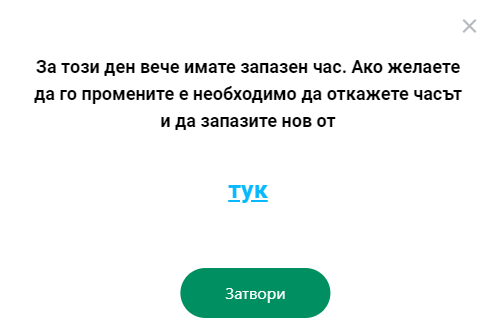 За този ден вече имате запазен час. Ако желаете
да го промените е необходимо да откажете часът
и да запазите нов от
тук
Затвори